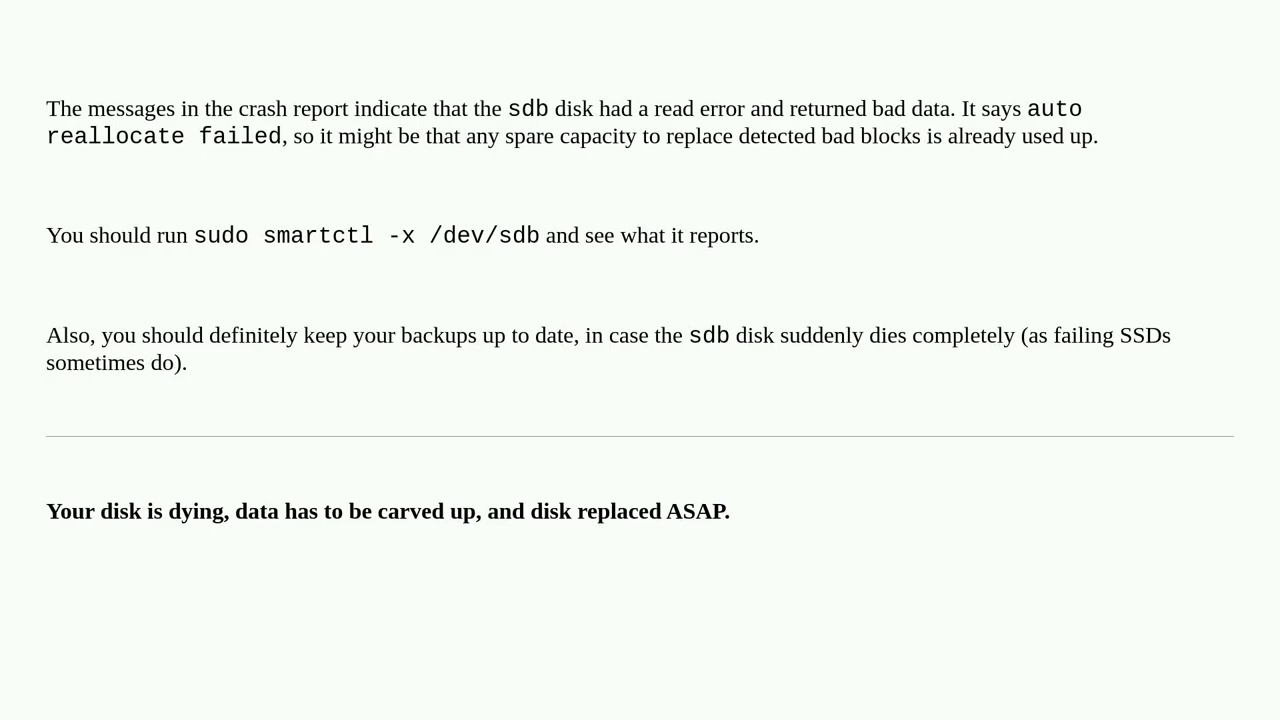 The messages in the crash report indicate that the sdb disk had a read error and returned bad data. It says auto
reallocate failed, so it might be that any spare capacity to replace detected bad blocks is already used up.
You should run sudo smartctl -x /dev/sdb and see what it reports.
Also, you should definitely keep your backups up to date, in case the sdb disk suddenly dies completely (as failing SSDs
sometimes do).
Your disk is dying, data has to be carved up, and disk replaced ASAP.